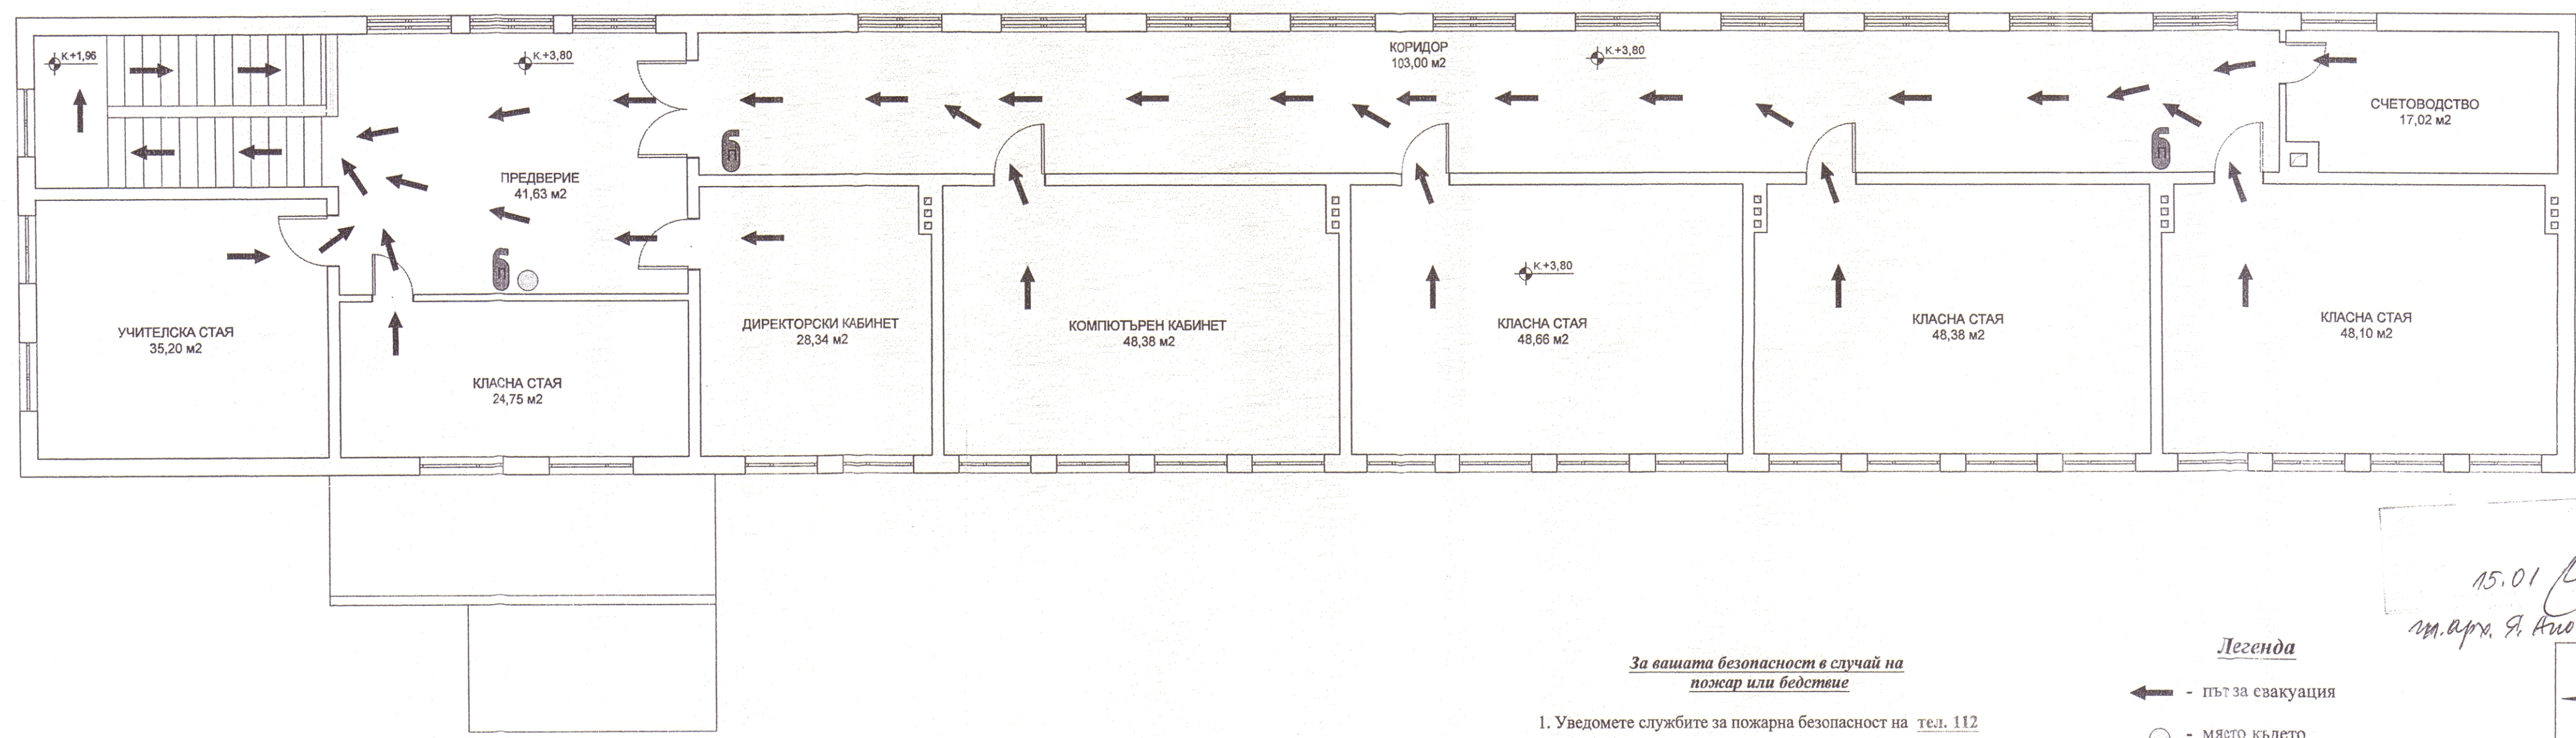 К.+1,96
К.+3,80
КОРИДОР
103,00 м2
К.+3,80
СЧЕТОВОДСТВО
17,02 м2
ПРЕДВЕРИЕ
41,63 м2
УЧИТЕЛСКА СТАЯ
35,20 м2
КЛАСНА СТАЯ
24,75 м2
ДИРЕКТОРСКИ КАБИНЕТ
28,34 м2
КОМПЮТЪРЕН КАБИНЕТ
48,38 м2
К.+3,80
КЛАСНА СТАЯ
48,66 м2
КЛАСНА СТАЯ
48,38 м2
КЛАСНА СТАЯ
48,10 м2
15.01
За вашата безопасност в случай на
пожар или бедствие
1. Уведомете службите за пожарна безопасност на тел. 112
Легенда
- път за евакуация
- място където